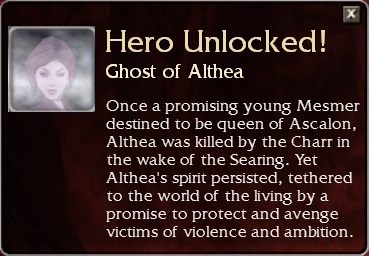 Hero Unlocked!
Ghost of Althea
Once a promising young Mesmer
destined to be queen of Ascalon,
Althea was killed by the Charr in
the wake of the Searing. Yet
Althea's spirit persisted, tethered
to the world of the living by a
promise to protect and avenge
victims of violence and ambition.